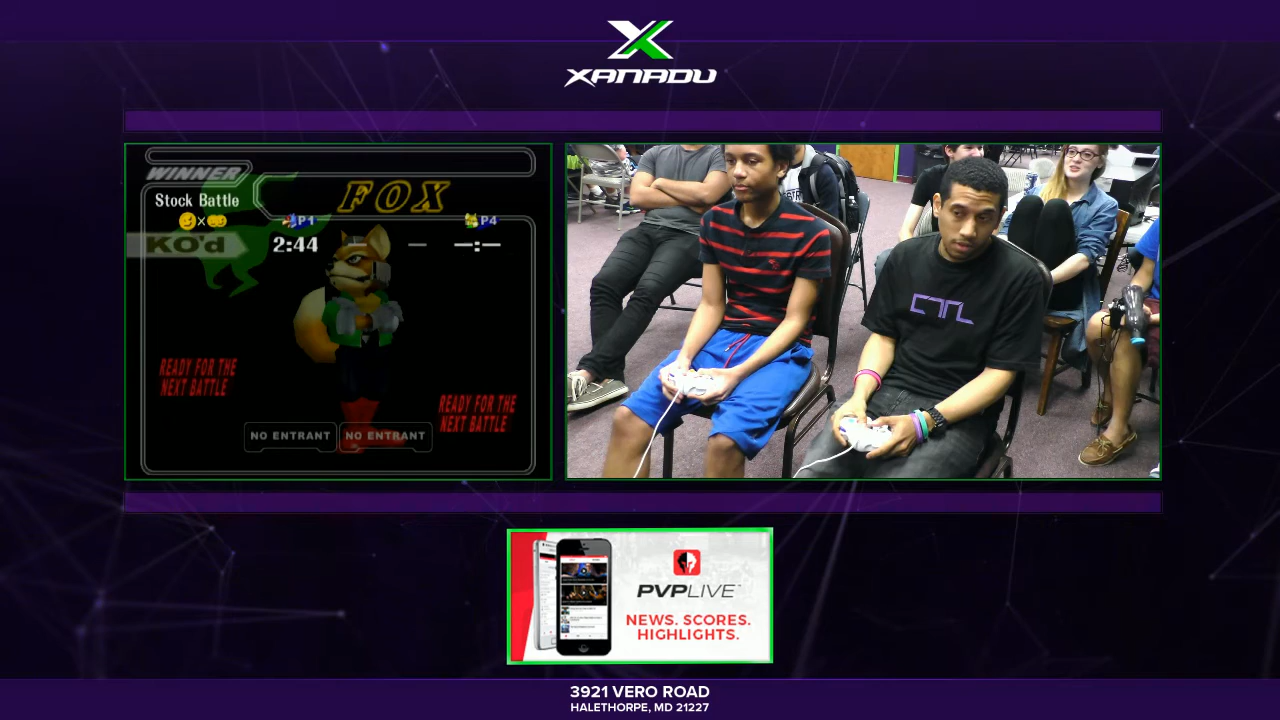 XANADU
WINNER
Stock Battle
FOX
×
P1
P4
KO'd
2:44
— — —:—
READY FOR THE
NEXT BATTLE
READY FOR THE
NEXT BATTLE
NO ENTRANT
NO ENTRANT
CTRL
PVPLIVE
NEWS. SCORES.
HIGHLIGHTS.
3921 VERO ROAD
HALETHORPE, MD 21227